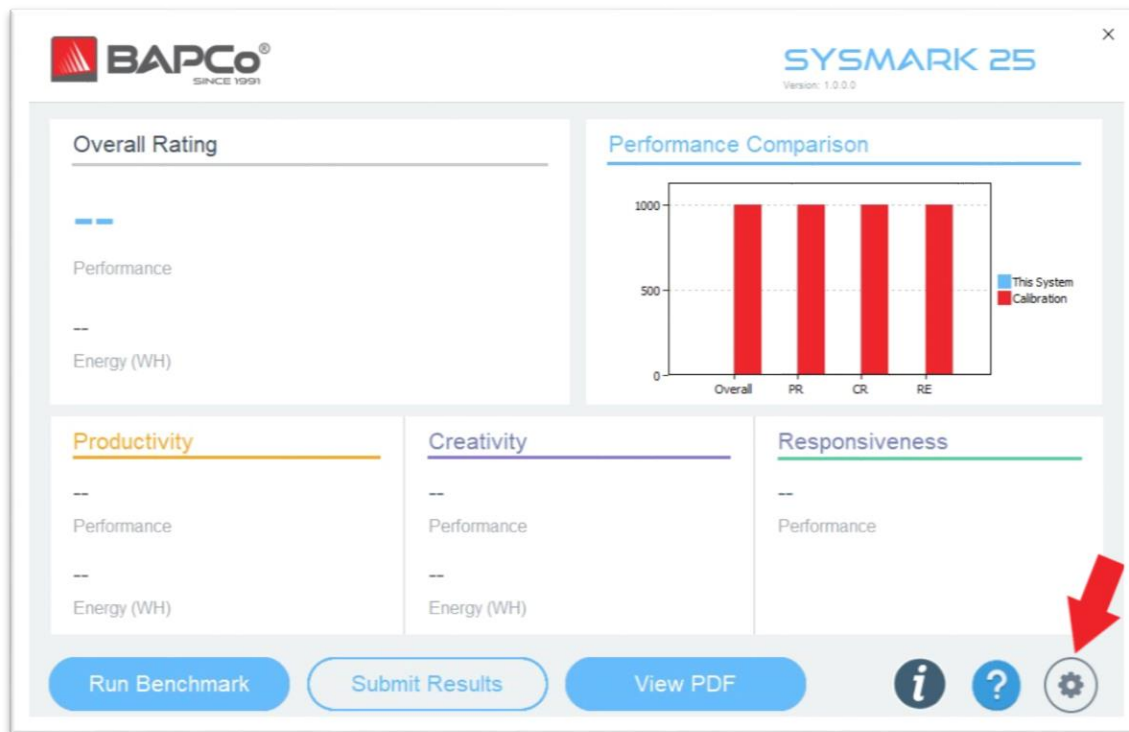 BAPCo®
SINCE 1991
SYSMARK 25
Version: 1.0.0.0
Overall Rating
--
Performance
--
Energy (WH)
Performance Comparison
1000
500
0
Overall PR CR RE
This System
Calibration
Productivity
--
Performance
--
Energy (WH)
Creativity
--
Performance
--
Energy (WH)
Responsiveness
--
Performance
Run Benchmark
Submit Results
View PDF
i
?